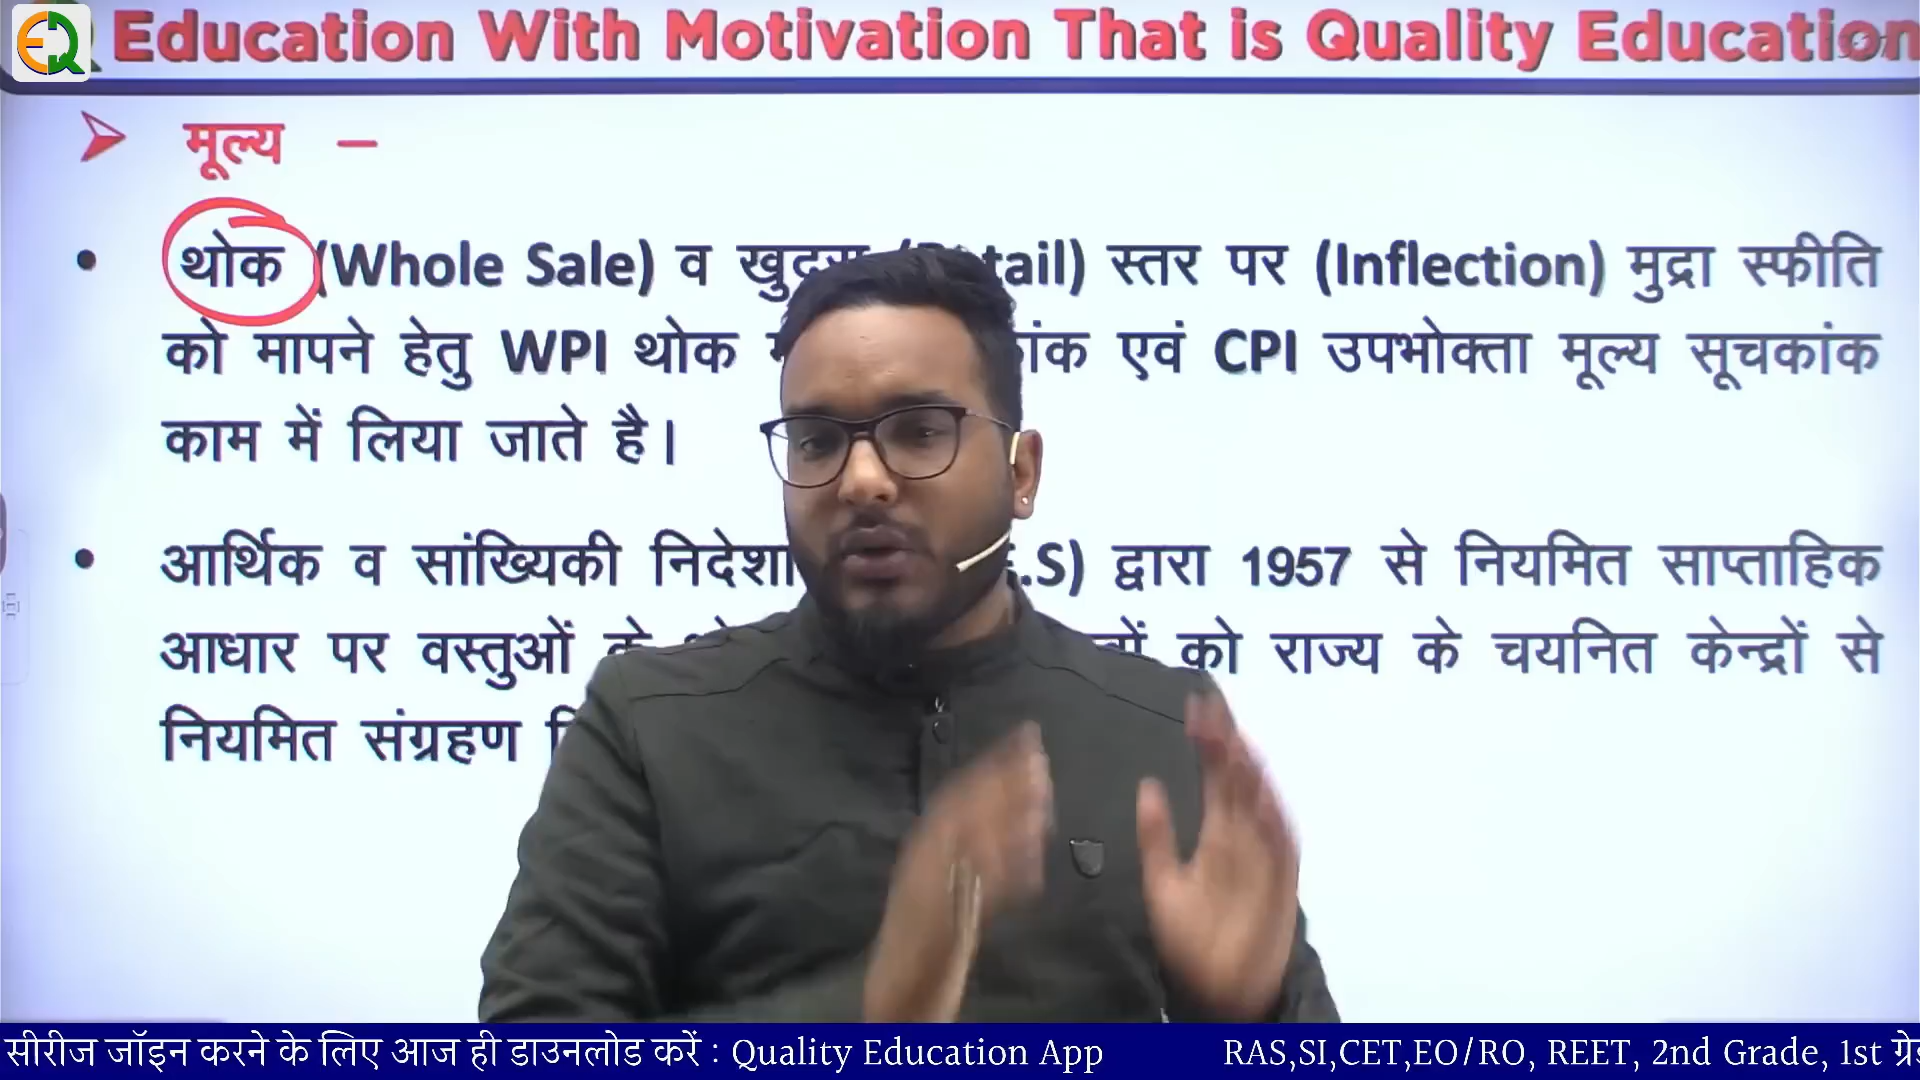 Education With Motivation That is Quality Education
मूल्य –
थोक (Whole Sale) व स्तर पर (Inflection) मुद्रा स्फीति
को मापने हेतु WPI थोक एवं CPI उपभोक्ता मूल्य सूचकांक
काम में लिया जाते है।
आर्थिक व सांख्यिकी द्वारा 1957 से नियमित साप्ताहिक
आधार पर वस्तुओं को राज्य के चयनित केन्द्रों से
नियमित संग्रहण
सीरीज जॉइन करने के लिए आज ही डाउनलोड करें : Quality Education App RAS,SI,CET,EO/RO, REET, 2nd Grade, 1st